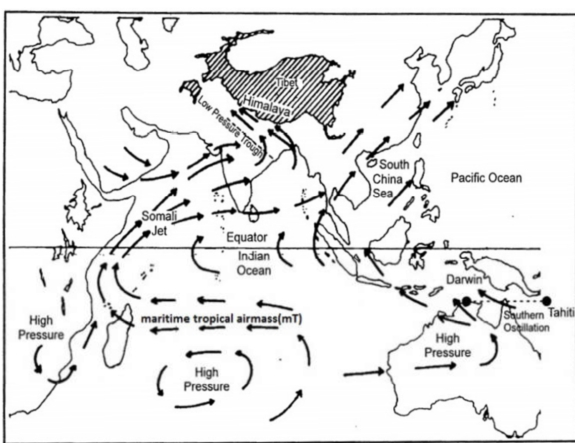 Tibet
Himalaya
Low Pressure Trough
South
China
Sea
Pacific Ocean
Somali
Jet
Equator
Indian
Ocean
Darwin
Tahiti
Southern
Oscillation
maritime tropical airmass(mT)
High
Pressure
High
Pressure
High
Pressure